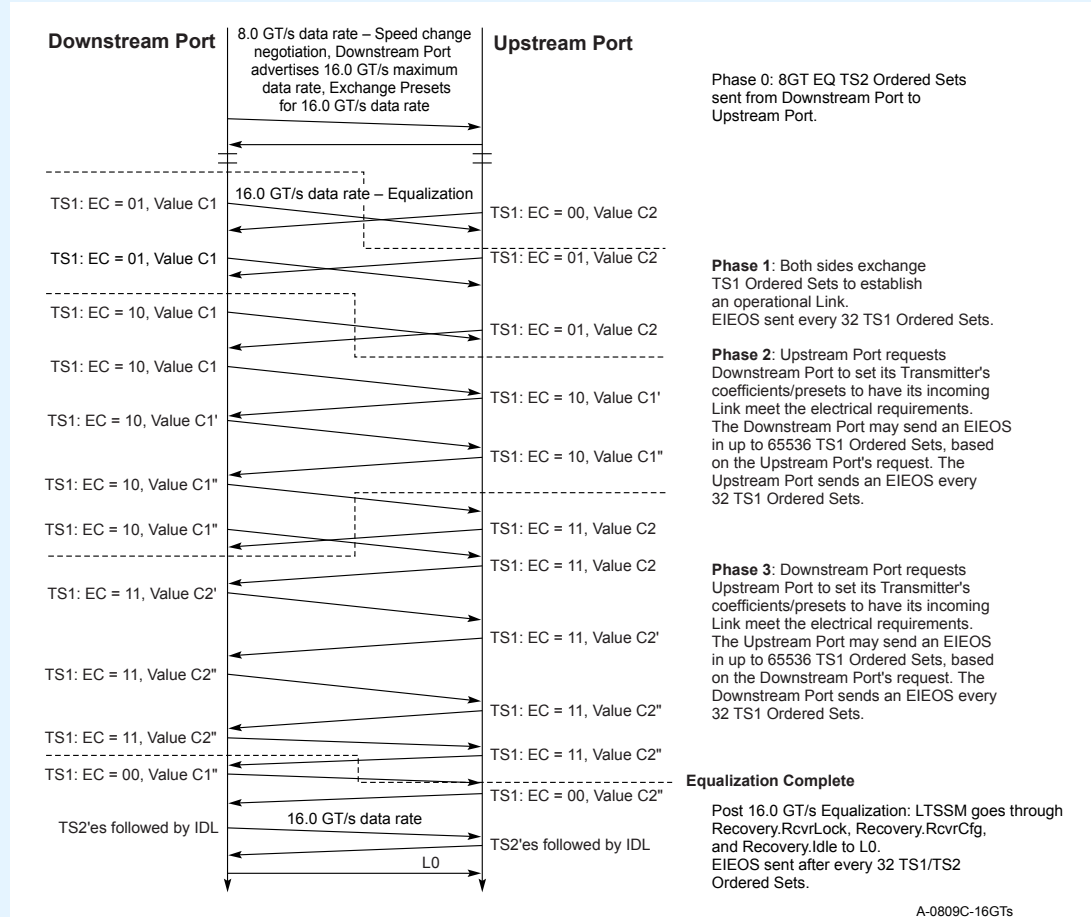 Downstream Port
8.0 GT/s data rate – Speed change
negotiation, Downstream Port
advertises 16.0 GT/s maximum
data rate, Exchange Presets
for 16.0 GT/s data rate
Upstream Port
Phase 0: 8GT EQ TS2 Ordered Sets
sent from Downstream Port to
Upstream Port.
16.0 GT/s data rate – Equalization
TS1: EC = 01, Value C1
TS1: EC = 00, Value C2
TS1: EC = 01, Value C1
TS1: EC = 01, Value C2
Phase 1: Both sides exchange
TS1 Ordered Sets to establish
an operational Link.
EIEOS sent every 32 TS1 Ordered Sets.
TS1: EC = 10, Value C1
TS1: EC = 01, Value C2
TS1: EC = 10, Value C1
TS1: EC = 10, Value C1'
Phase 2: Upstream Port requests
Downstream Port to set its Transmitter's
coefficients/presets to have its incoming
Link meet the electrical requirements.
The Downstream Port may send an EIEOS
in up to 65536 TS1 Ordered Sets, based
on the Upstream Port's request. The
Upstream Port sends an EIEOS every
32 TS1 Ordered Sets.
TS1: EC = 10, Value C1'
TS1: EC = 10, Value C1"
TS1: EC = 10, Value C1"
TS1: EC = 10, Value C1"
TS1: EC = 11, Value C2
TS1: EC = 11, Value C2
Phase 3: Downstream Port requests
Upstream Port to set its Transmitter's
coefficients/presets to have its incoming
Link meet the electrical requirements.
The Upstream Port may send an EIEOS
in up to 65536 TS1 Ordered Sets, based
on the Downstream Port's request. The
Downstream Port sends an EIEOS every
32 TS1 Ordered Sets.
TS1: EC = 11, Value C2'
TS1: EC = 11, Value C2'
TS1: EC = 11, Value C2"
TS1: EC = 11, Value C2"
TS1: EC = 11, Value C2"
TS1: EC = 11, Value C2"
TS1: EC = 00, Value C1"
Equalization Complete
TS1: EC = 00, Value C2"
Post 16.0 GT/s Equalization: LTSSM goes through
Recovery.RcvrLock, Recovery.RcvrCfg,
and Recovery.Idle to L0.
EIEOS sent after every 32 TS1/TS2
Ordered Sets.
16.0 GT/s data rate
TS2'es followed by IDL
TS2'es followed by IDL
L0
A-0809C-16GTs